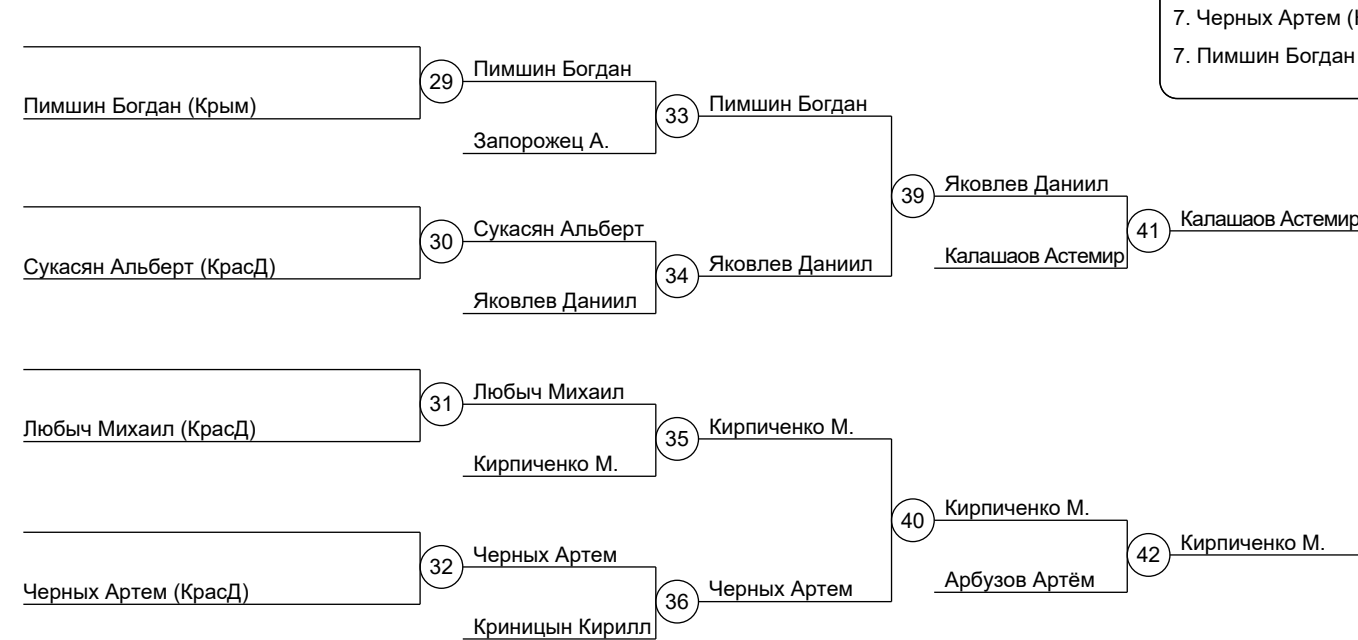 7. Черных Артем (
7. Пимшин Богдан
Пимшин Богдан (Крым)
29
Пимшин Богдан
Запорожец А.
33
Пимшин Богдан
Сукасян Альберт (КрасД)
30
Сукасян Альберт
Яковлев Даниил
34
Яковлев Даниил
39
Яковлев Даниил
Калашаов Астемир
41
Калашаов Астемир
Любыч Михаил (КрасД)
31
Любыч Михаил
Кирпиченко М.
35
Кирпиченко М.
Черных Артем (КрасД)
32
Черных Артем
Криницын Кирилл
36
Черных Артем
40
Кирпиченко М.
Арбузов Артём
42
Кирпиченко М.